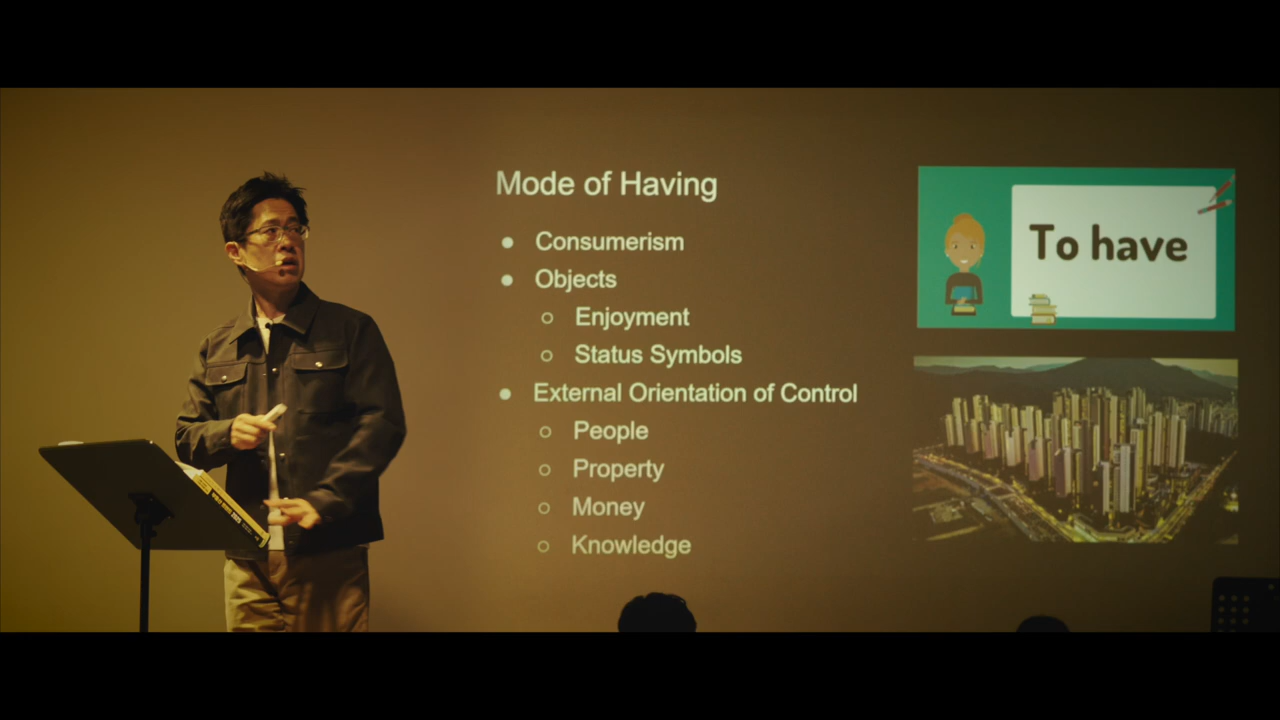 Mode of Having
Consumerism
Objects
Enjoyment
Status Symbols
External Orientation of Control
People
Property
Money
Knowledge
To have